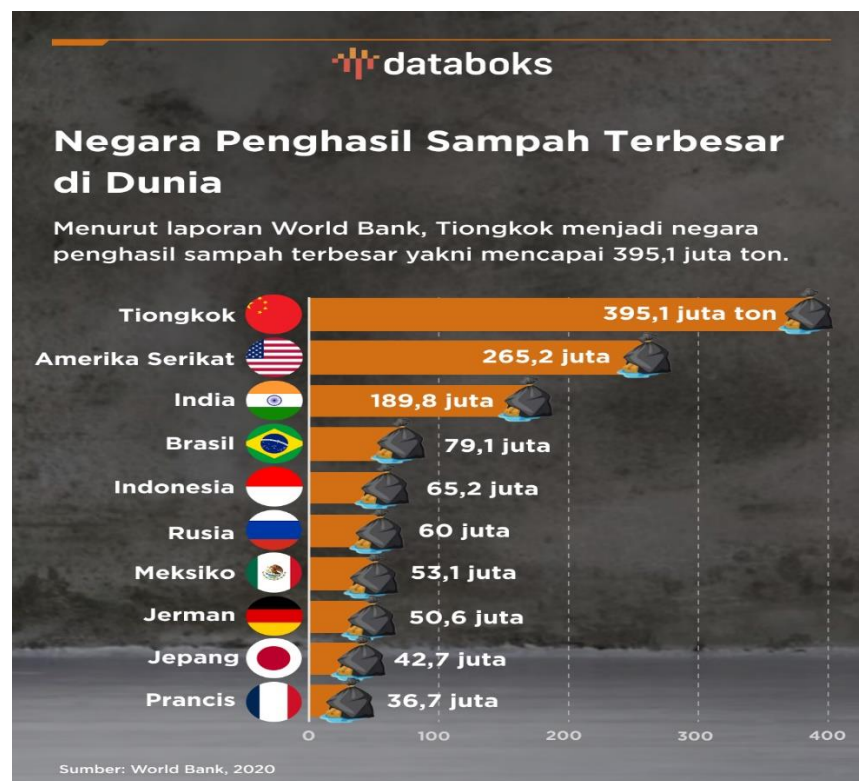 databoks
Negara Penghasil Sampah Terbesar
di Dunia
Menurut laporan World Bank, Tiongkok menjadi negara
penghasil sampah terbesar yakni mencapai 395,1 juta ton.
Tiongkok 395,1 juta ton
Amerika Serikat 265,2 juta
India 189,8 juta
Brasil 79,1 juta
Indonesia 65,2 juta
Rusia 60 juta
Meksiko 53,1 juta
Jerman 50,6 juta
Jepang 42,7 juta
Prancis 36,7 juta
0 100 200 300 400
Sumber: World Bank, 2020